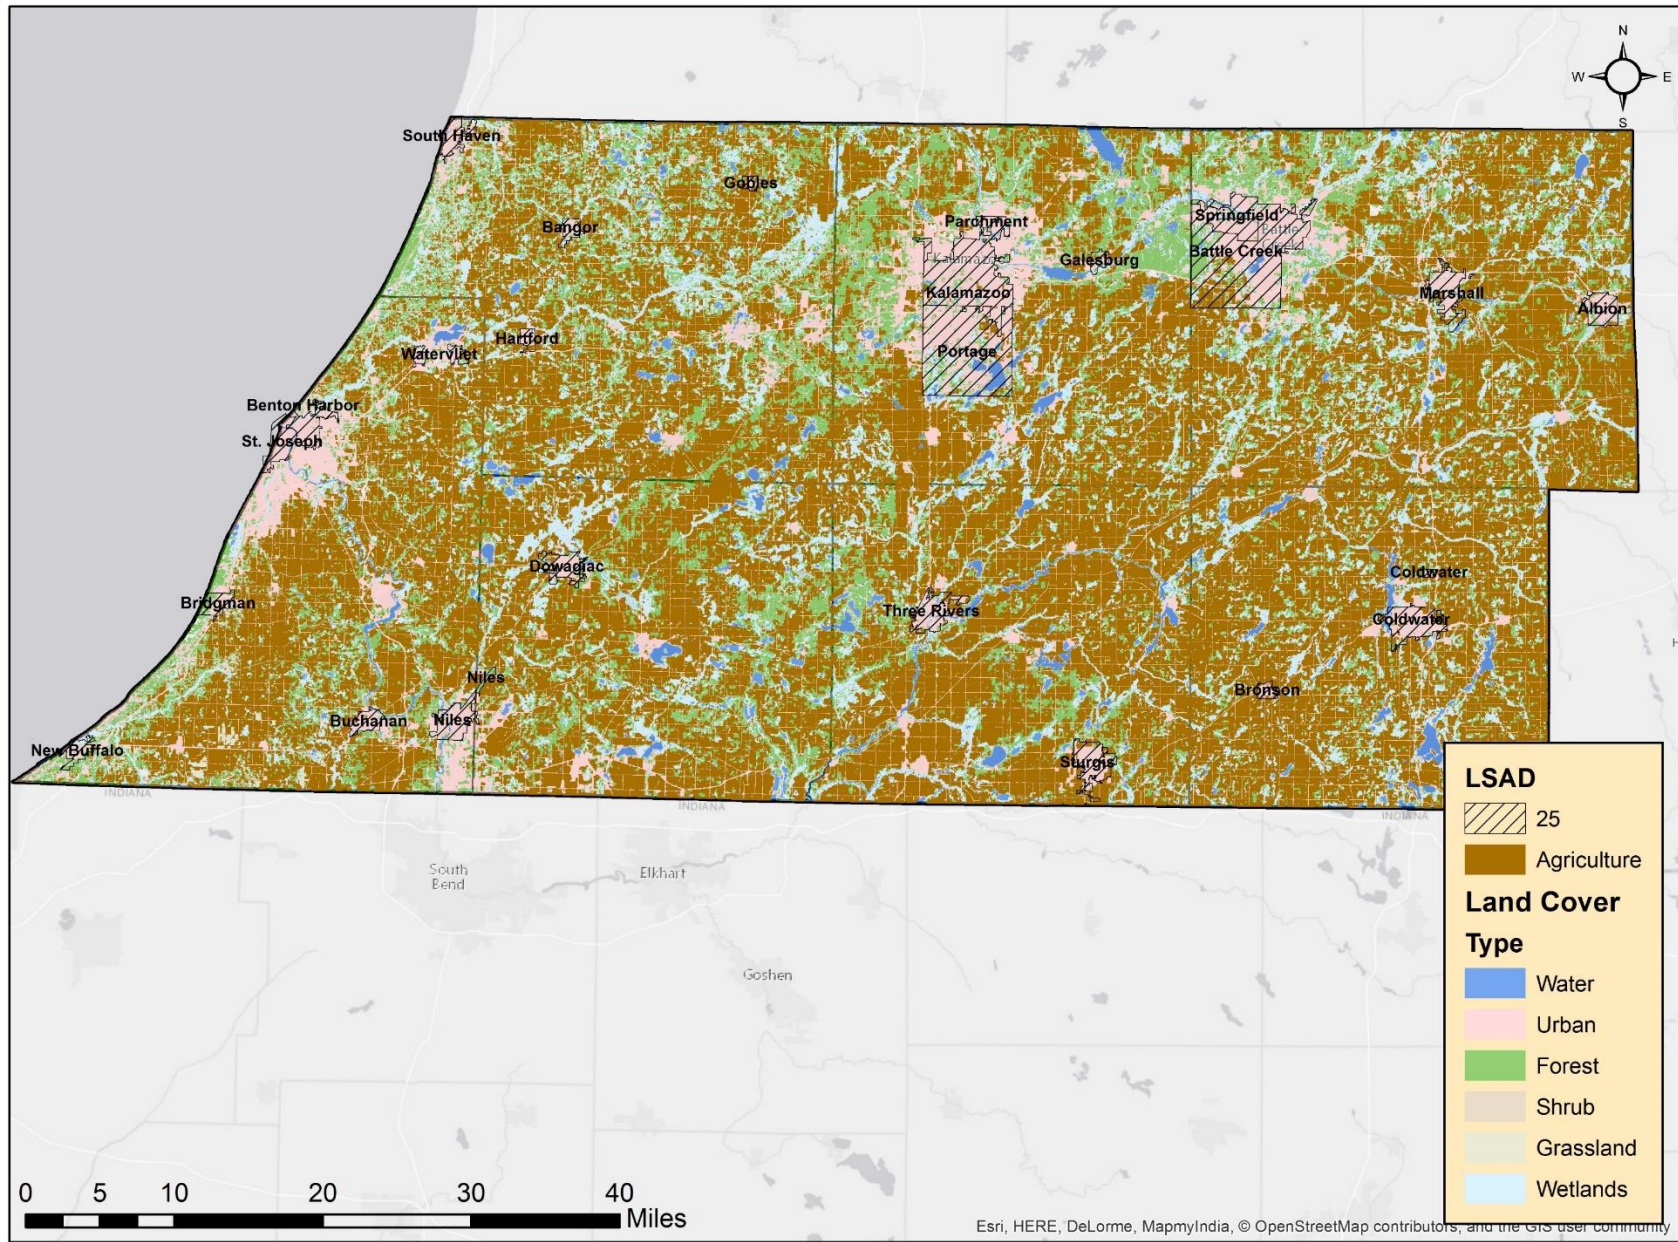 N
W E
S
South Haven
Gobles
Bangor
Parchment
Kalamazoo
Galesburg
Springfield
Battle
Battle Creek
Kalamazoo
Marshall
Albion
Hartford
Watervliet
Portage
Benton Harbor
St. Joseph
Dowagiac
Coldwater
Bridgman
Three Rivers
Coldwater
Niles
Bronson
Buchanan
Niles
New Buffalo
Sturgis
INDIANA
INDIANA
INDIANA
South
Bend
Elkhart
Goshen
LSAD
25
Agriculture
Land Cover
Type
Water
Urban
Forest
Shrub
Grassland
Wetlands
0 5 10 20 30 40
Miles
Esri, HERE, DeLorme, MapmyIndia, © OpenStreetMap contributors, and the GIS user community